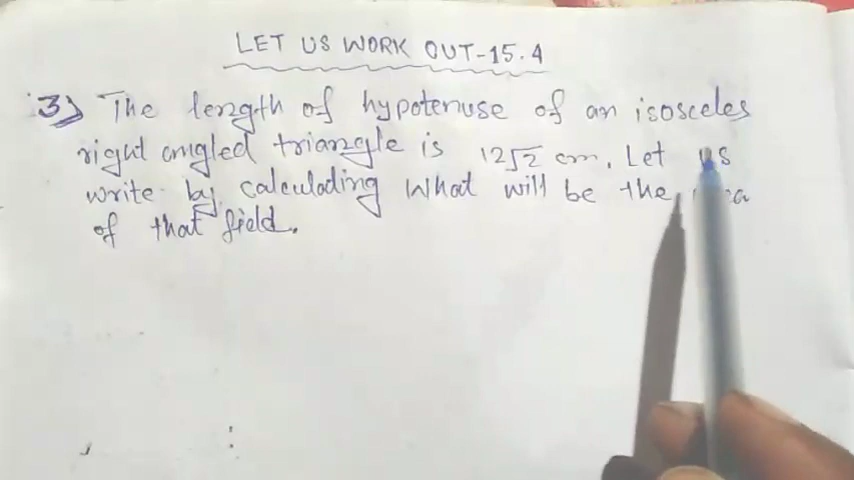 LET US WORK OUT-15.4
3) The length of hypotenuse of an isosceles
right angled triangle is 12√2 cm. Let us
write by calculating what will be the
of that field.